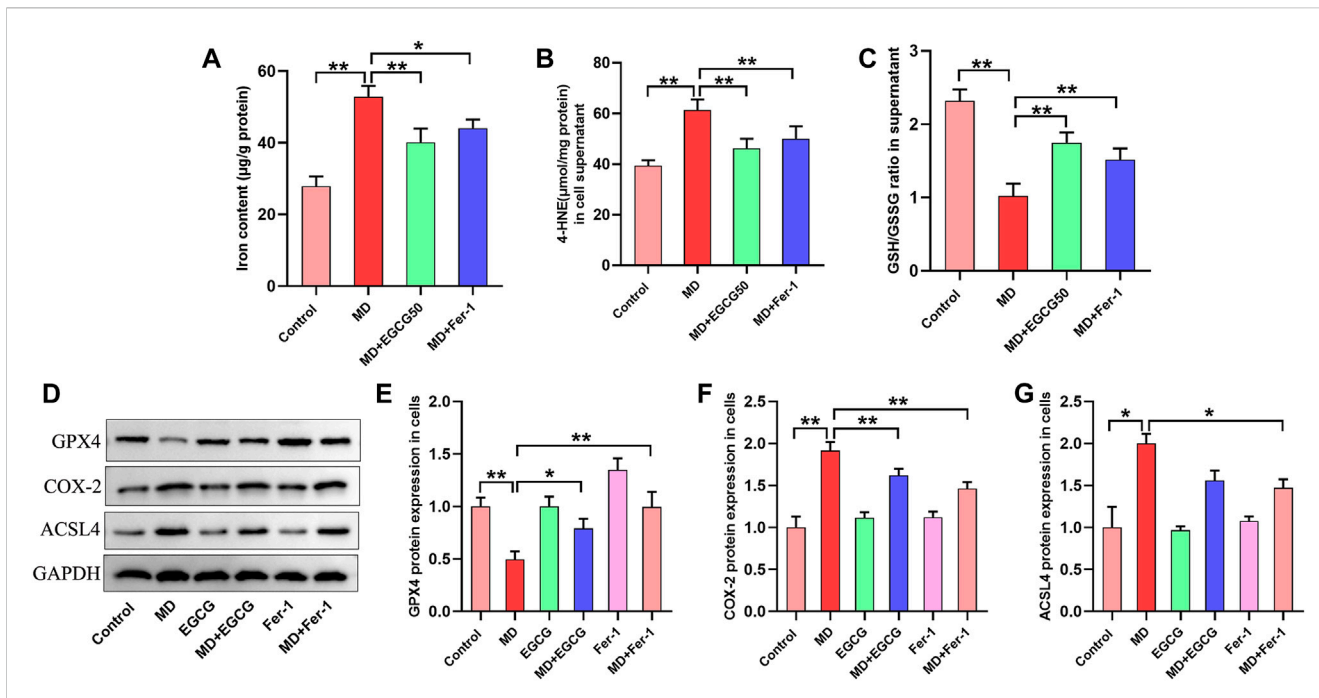 A
Iron content (μg/g protein)
60
40
20
0
**
**
*
Control
MD
MD+EGCG50
MD+Fer-1
B
4-HNE(μmol/mg protein)
in cell supernatant
80
60
40
20
0
**
**
**
Control
MD
MD+EGCG50
MD+Fer-1
C
GSH/GSSG ratio in supernatant
3
2
1
0
**
**
**
Control
MD
MD+EGCG50
MD+Fer-1
D
GPX4
COX-2
ACSL4
GAPDH
Control
MD
EGCG
MD+EGCG
Fer-1
MD+Fer-1
E
GPX4 protein expression in cells
2.0
1.5
1.0
0.5
0.0
**
*
**
Control
MD
EGCG
MD+EGCG
Fer-1
MD+Fer-1
F
COX-2 protein expression in cells
2.5
2.0
1.5
1.0
0.5
0.0
**
**
**
Control
MD
EGCG
MD+EGCG
Fer-1
MD+Fer-1
G
ACSL4 protein expression in cells
2.5
2.0
1.5
1.0
0.5
0.0
*
*
Control
MD
EGCG
MD+EGCG
Fer-1
MD+Fer-1